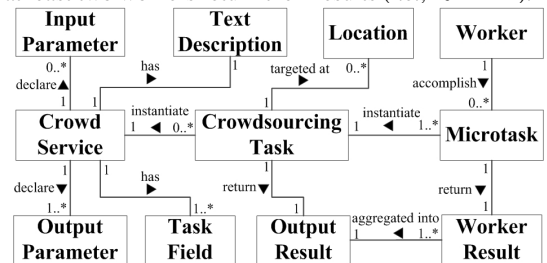 Input
Parameter
Text
Description
Location
Worker
0..*
has
1
targeted at
0..*
1
declare
accomplish
1
1
1
0..*
Crowd
Service
instantiate
1
0..*
Crowdsourcing
Task
instantiate
1
1..*
Microtask
1
1
1
1
declare
has
return
return
1..*
1..*
1
1
Output
Parameter
Task
Field
Output
Result
aggregated into
1
1..*
Worker
Result